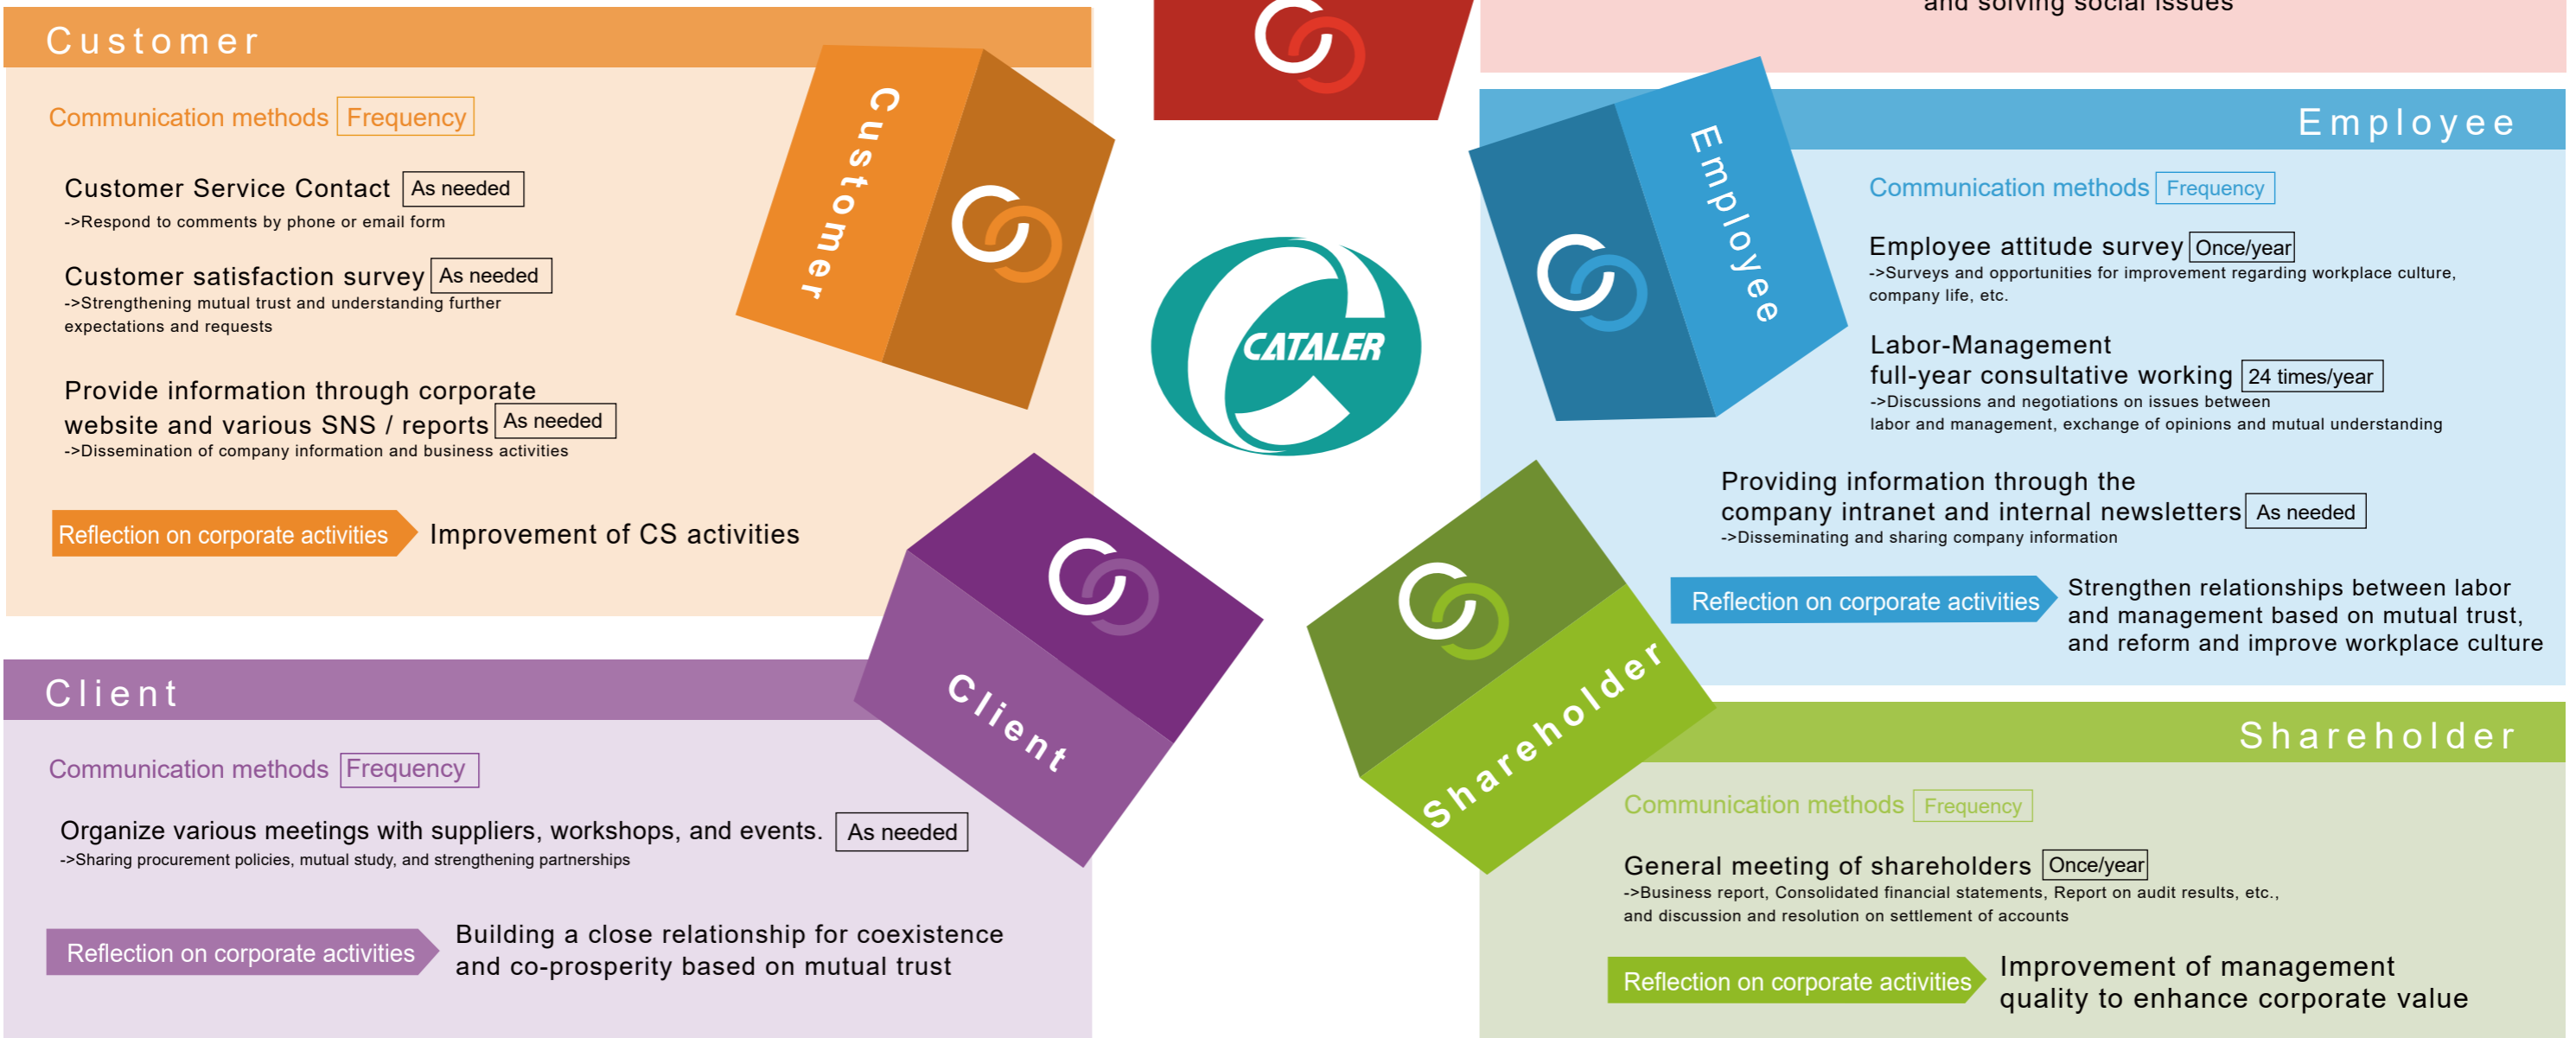 and solving social issues
Customer
Communication methods Frequency
Customer Service Contact As needed
->Respond to comments by phone or email form
Customer satisfaction survey As needed
->Strengthening mutual trust and understanding further
expectations and requests
Provide information through corporate
website and various SNS / reports As needed
->Dissemination of company information and business activities
Reflection on corporate activities Improvement of CS activities
Customer
CATALER
Employee
Employee
Communication methods Frequency
Employee attitude survey Once/year
->Surveys and opportunities for improvement regarding workplace culture,
company life, etc.
Labor-Management
full-year consultative working 24 times/year
->Discussions and negotiations on issues between
labor and management, exchange of opinions and mutual understanding
Providing information through the
company intranet and internal newsletters As needed
->Disseminating and sharing company information
Reflection on corporate activities Strengthen relationships between labor
and management based on mutual trust,
and reform and improve workplace culture
Client
Client
Communication methods Frequency
Organize various meetings with suppliers, workshops, and events. As needed
->Sharing procurement policies, mutual study, and strengthening partnerships
Reflection on corporate activities Building a close relationship for coexistence
and co-prosperity based on mutual trust
Shareholder
Shareholder
Communication methods Frequency
General meeting of shareholders Once/year
->Business report, Consolidated financial statements, Report on audit results, etc.,
and discussion and resolution on settlement of accounts
Reflection on corporate activities Improvement of management
quality to enhance corporate value